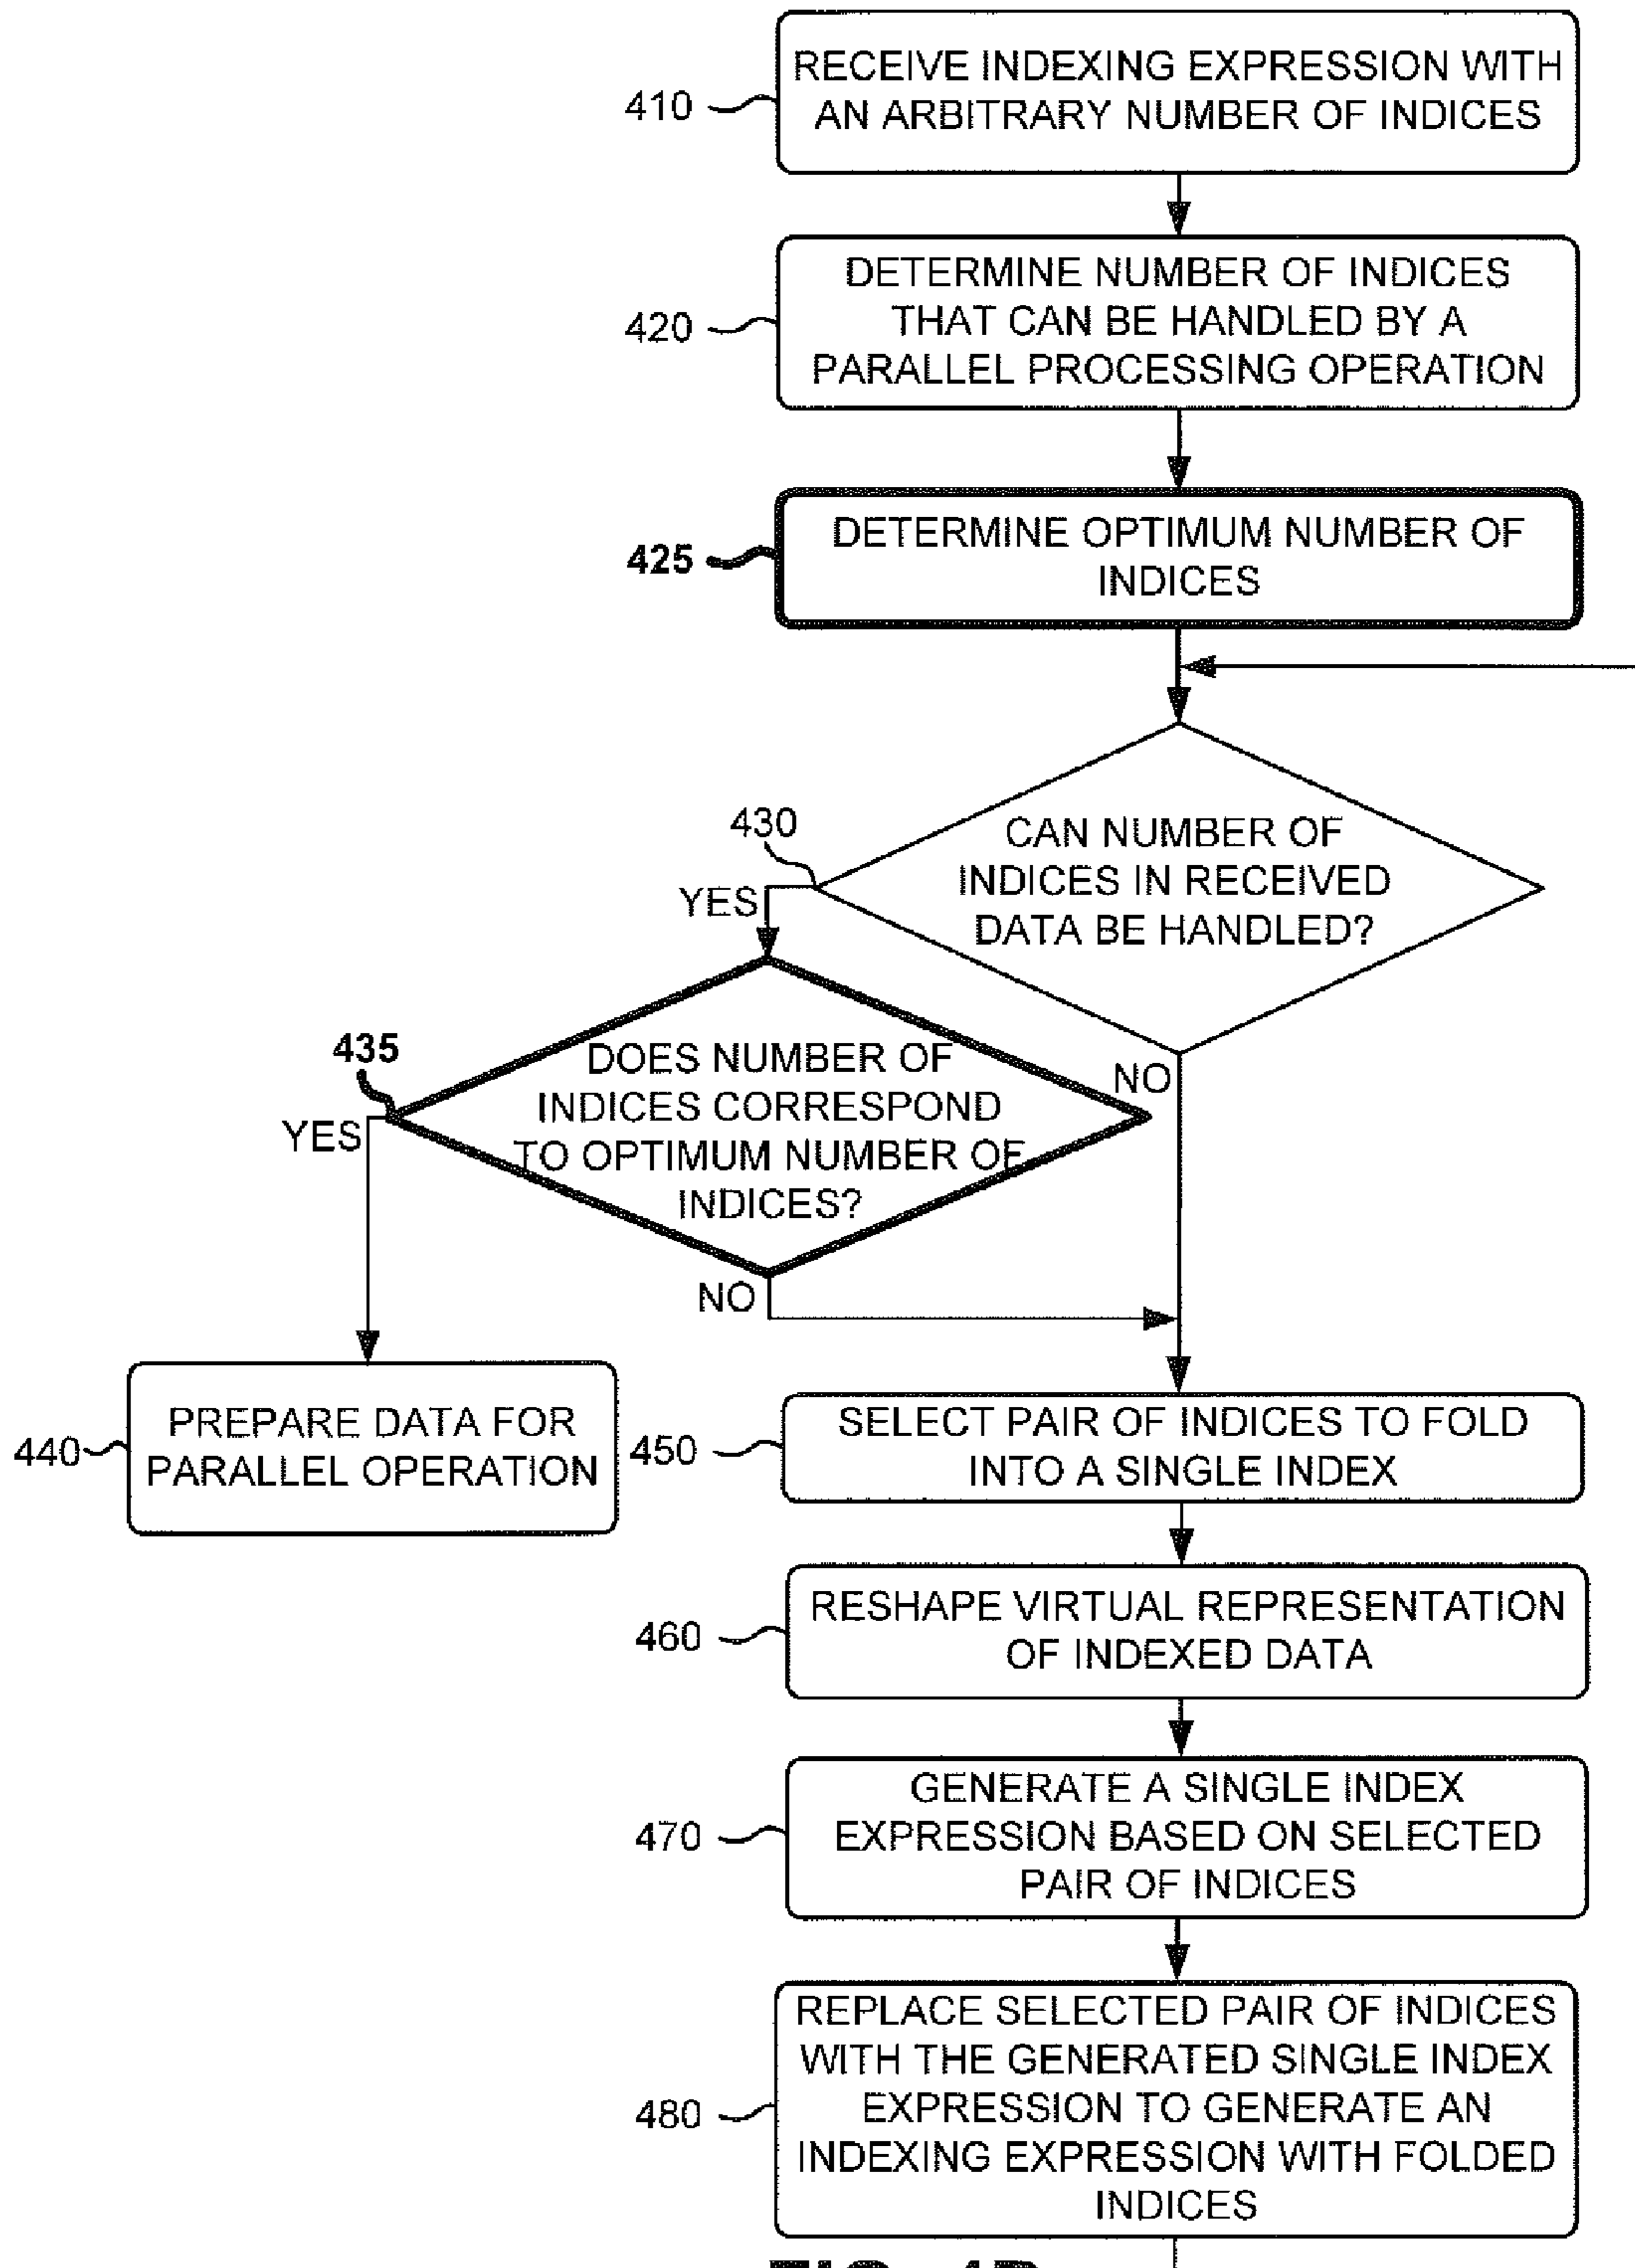 RECEIVE INDEXING EXPRESSION WITH
AN ARBITRARY NUMBER OF INDICES
410
DETERMINE NUMBER OF INDICES
THAT CAN BE HANDLED BY A
PARALLEL PROCESSING OPERATION
420
DETERMINE OPTIMUM NUMBER OF
INDICES
425
CAN NUMBER OF
INDICES IN RECEIVED
DATA BE HANDLED?
430
YES
NO
DOES NUMBER OF
INDICES CORRESPOND
TO OPTIMUM NUMBER OF
INDICES?
435
YES
NO
PREPARE DATA FOR
PARALLEL OPERATION
440
SELECT PAIR OF INDICES TO FOLD
INTO A SINGLE INDEX
450
RESHAPE VIRTUAL REPRESENTATION
OF INDEXED DATA
460
GENERATE A SINGLE INDEX
EXPRESSION BASED ON SELECTED
PAIR OF INDICES
470
REPLACE SELECTED PAIR OF INDICES
WITH THE GENERATED SINGLE INDEX
EXPRESSION TO GENERATE AN
INDEXING EXPRESSION WITH FOLDED
INDICES
480